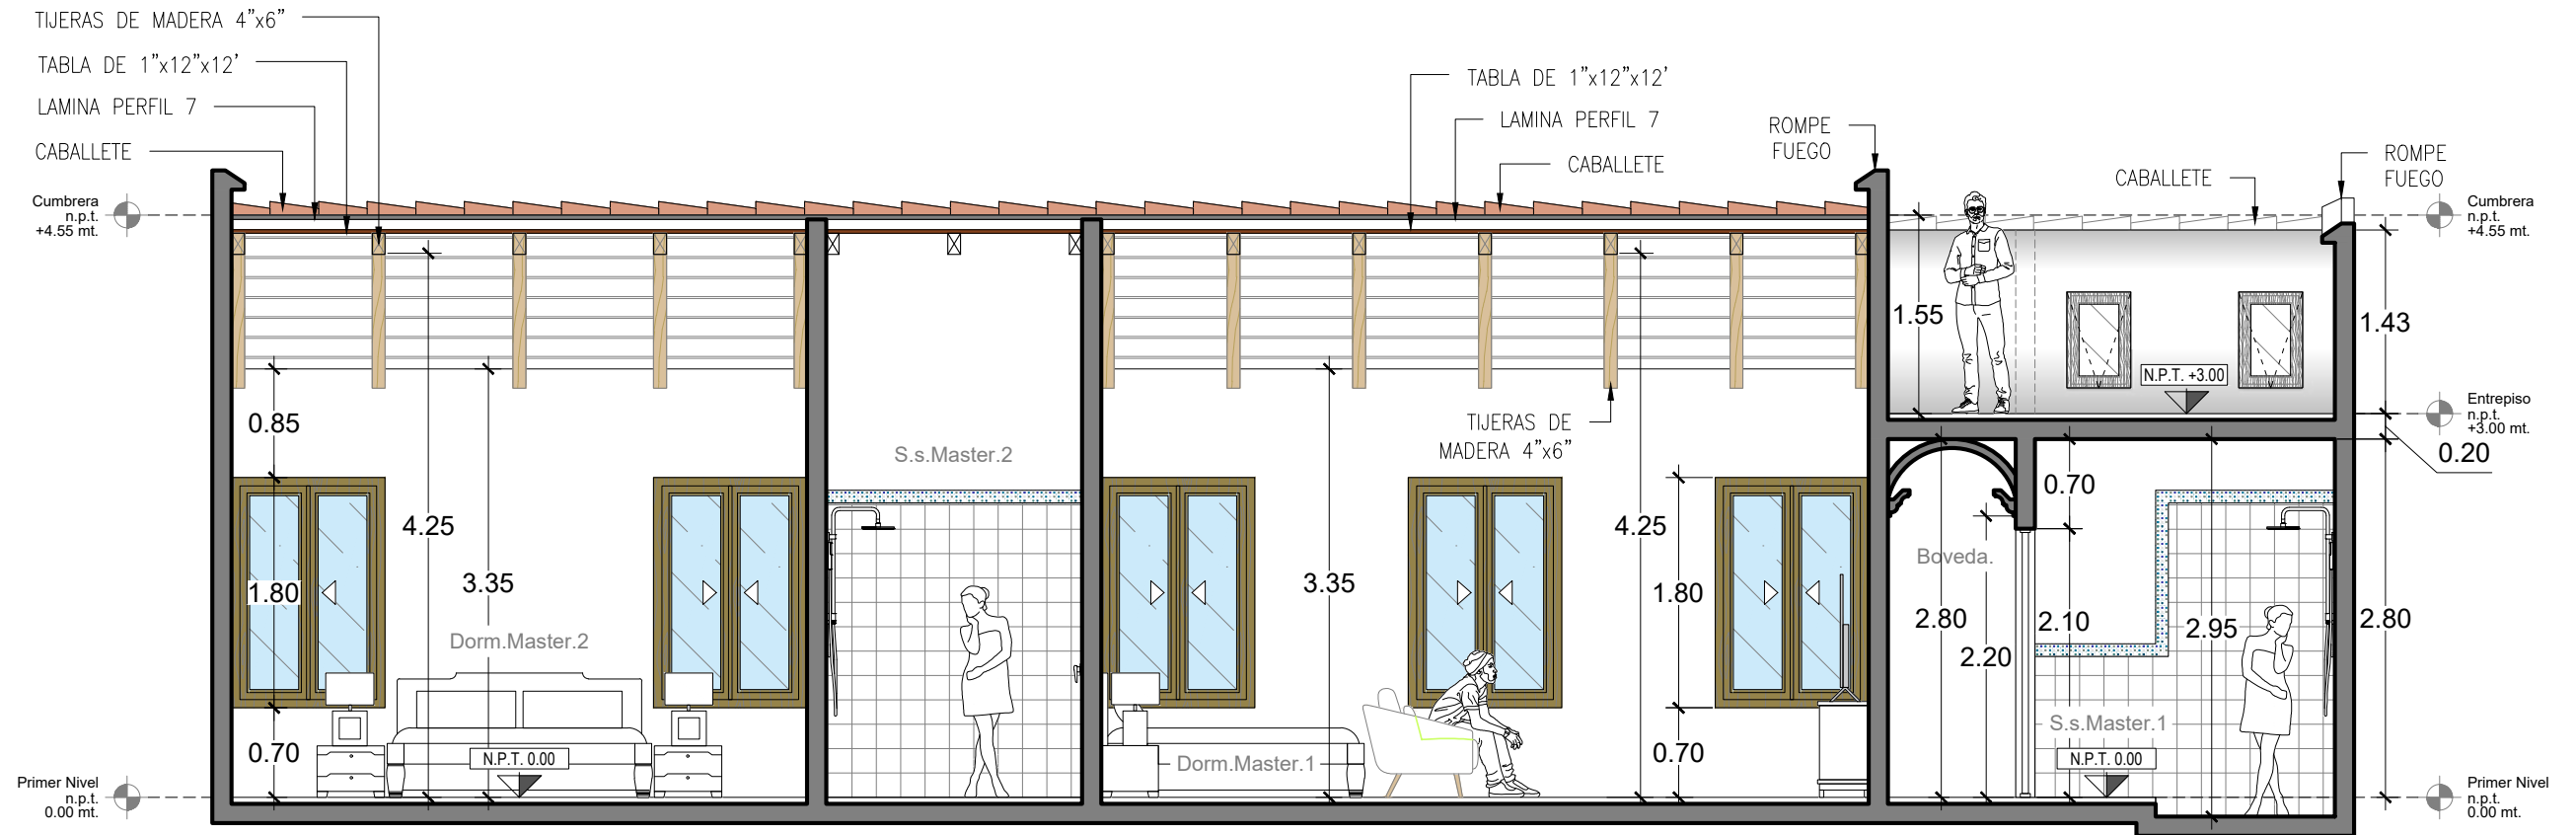 TIJERAS DE MADERA 4”x6”
TABLA DE 1”x12”x12’
LAMINA PERFIL 7
CABALLETE
TABLA DE 1”x12”x12’
LAMINA PERFIL 7
CABALLETE
ROMPE
FUEGO
CABALLETE
ROMPE
FUEGO
Cumbrera
n.p.t.
+4.55 mt.
Cumbrera
n.p.t.
+4.55 mt.
1.55
1.43
N.P.T. +3.00
Entrepiso
n.p.t.
+3.00 mt.
0.20
0.85
TIJERAS DE
MADERA 4”x6”
S.s.Master.2
0.70
4.25
4.25
Boveda.
1.80
3.35
3.35
1.80
2.80
2.10
2.95
2.80
Dorm.Master.2
2.20
S.s.Master.1
0.70
N.P.T. 0.00
Dorm.Master.1
0.70
N.P.T. 0.00
Primer Nivel
n.p.t.
0.00 mt.
Primer Nivel
n.p.t.
0.00 mt.